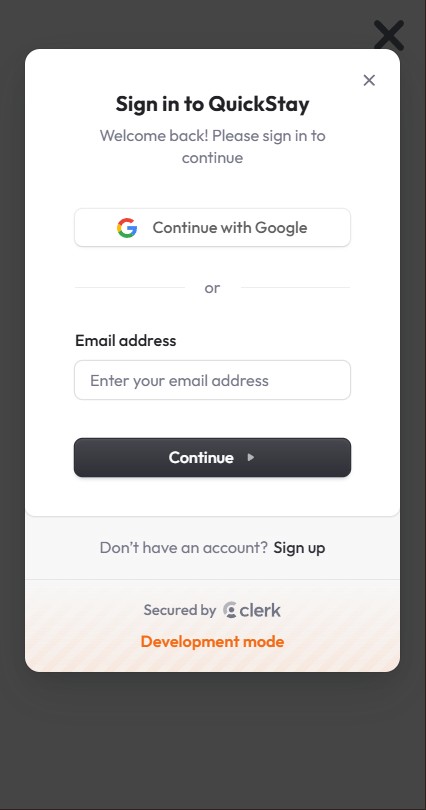 Sign in to QuickStay
Welcome back! Please sign in to
continue
Continue with Google
or
Email address
Enter your email address
Continue
Don’t have an account? Sign up
Secured by clerk
Development mode